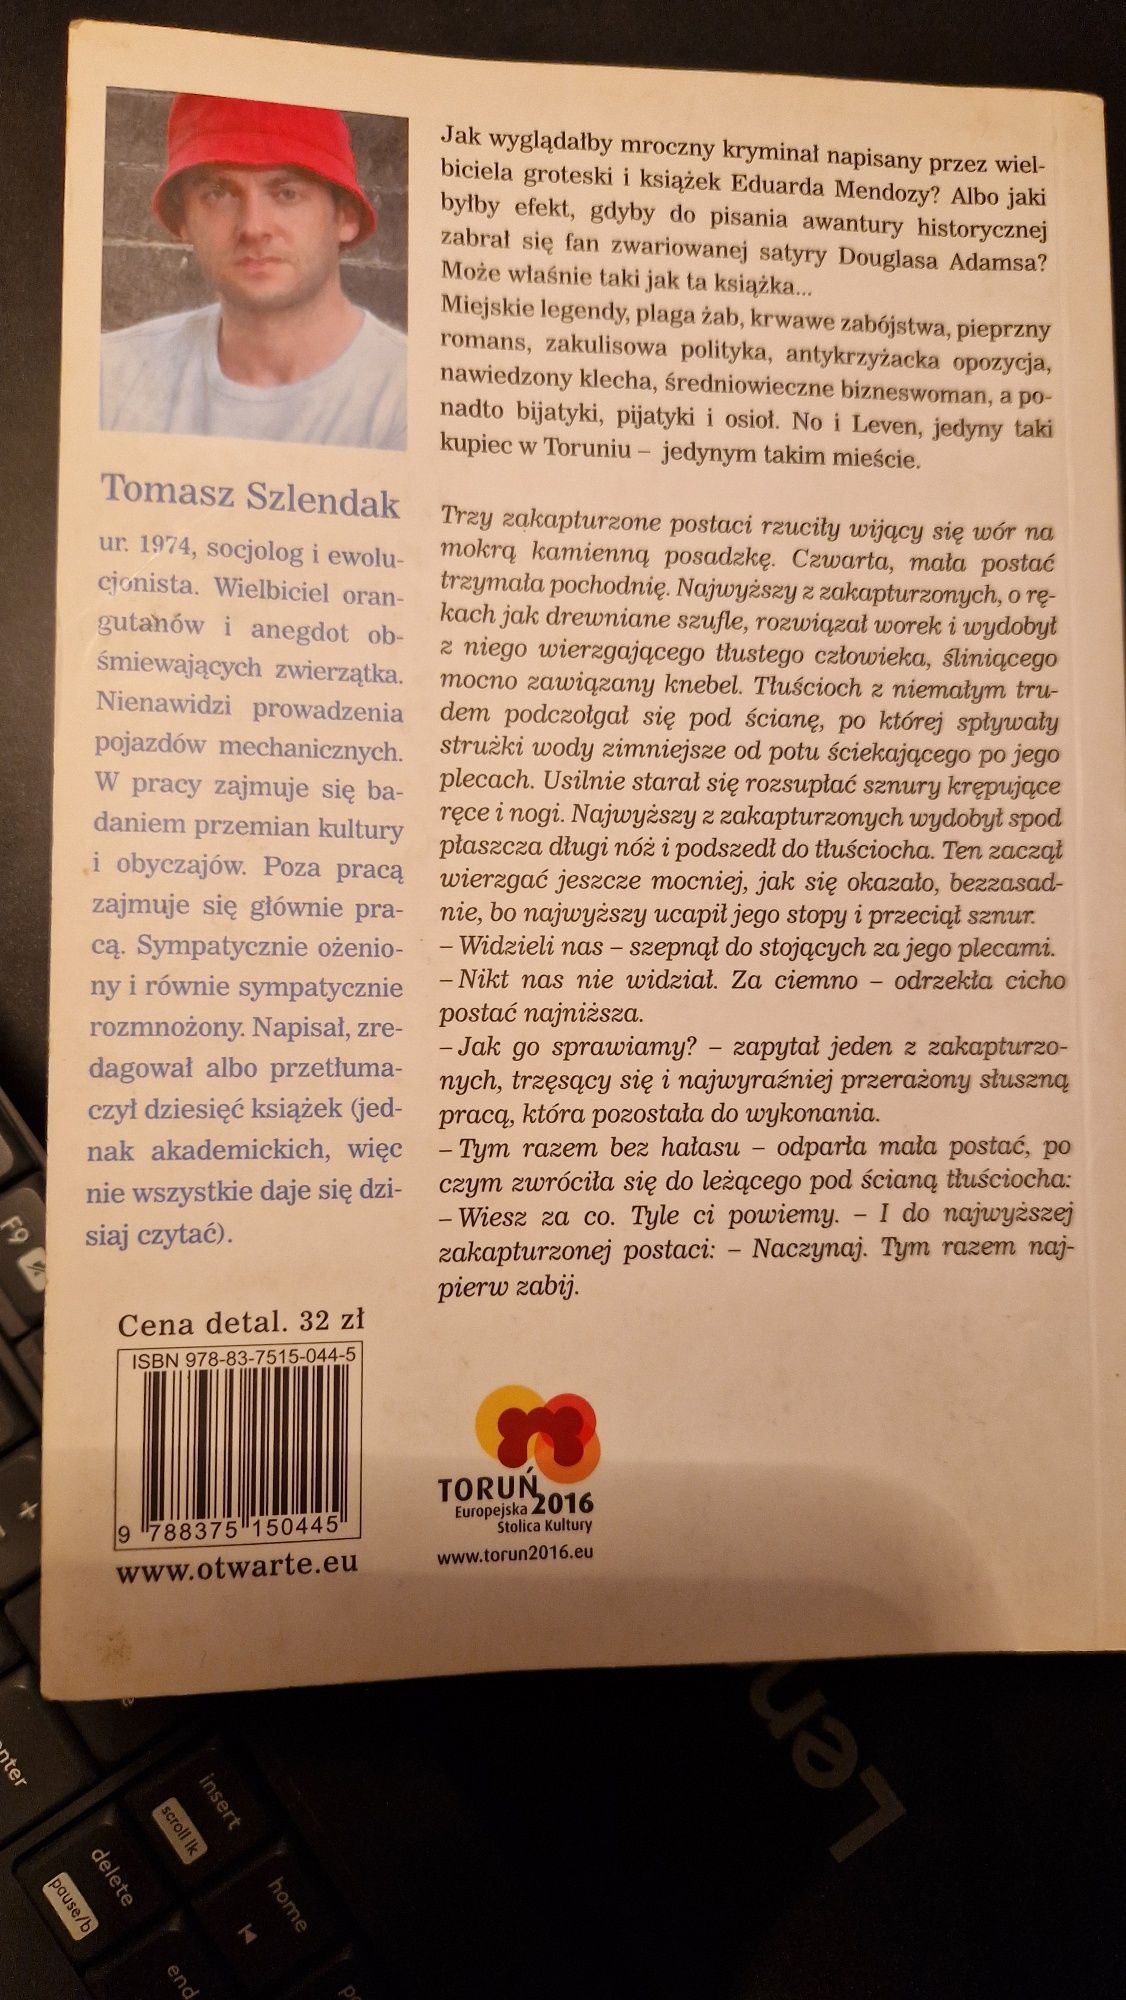 Jak wyglądałby mroczny kryminał napisany przez wiel-
biciela groteski i książek Eduarda Mendozy? Albo jaki
byłby efekt, gdyby do pisania awantury historycznej
zabrał się fan zwariowanej satyry Douglasa Adamsa?
Może właśnie taki jak ta książka...
Miejskie legendy, plaga żab, krwawe zabójstwa, pieprzny
romans, zakulisowa polityka, antykrzyżacka opozycja,
nawiedzony klecha, średniowieczne bizneswoman, a po-
nadto bijatyki, pijatyki i osioł. No i Leven, jedyny taki
kupiec w Toruniu – jedynym takim mieście.
Trzy zakapturzone postaci rzuciły wijący się wór na
mokrą kamienną posadzkę. Czwarta, mała postać
trzymała pochodnię. Najwyższy z zakapturzonych, o rę-
kach jak drewniane szufle, rozwiązał worek i wydobył
z niego wierzgającego tłustego człowieka, śliniącego
mocno zawiązany knebel. Tłuścioch z niemałym tru-
dem podczołgał się pod ścianę, po której spływały
strużki wody zimniejsze od potu ściekającego po jego
plecach. Usilnie starał się rozsupłać sznury krępujące
ręce i nogi. Najwyższy z zakapturzonych wydobył spod
płaszcza długi nóż i podszedł do tłuściocha. Ten zaczął
wierzgać jeszcze mocniej, jak się okazało, bezzasad-
nie, bo najwyższy ucapił jego stopy i przeciął sznur.
– Widzieli nas – szepnął do stojących za jego plecami.
– Nikt nas nie widział. Za ciemno – odrzekła cicho
postać najniższa.
– Jak go sprawiamy? – zapytał jeden z zakapturzo-
nych, trzęsący się i najwyraźniej przerażony słuszną
pracą, która pozostała do wykonania.
– Tym razem bez hałasu – odparła mała postać, po
czym zwróciła się do leżącego pod ścianą tłuściocha:
– Wiesz za co. Tyle ci powiemy. – I do najwyższej
zakapturzonej postaci: – Naczynaj. Tym razem naj-
pierw zabij.
Tomasz Szlendak
ur. 1974, socjolog i ewolu-
cjonista. Wielbiciel oran-
gutanów i anegdot ob-
śmiewających zwierzątka.
Nienawidzi prowadzenia
pojazdów mechanicznych.
W pracy zajmuje się ba-
daniem przemian kultury
i obyczajów. Poza pracą
zajmuje się głównie pra-
cą. Sympatycznie ożenio-
ny i równie sympatycznie
rozmnożony. Napisał, zre-
dagował albo przetłuma-
czył dziesięć książek (jed-
nak akademickich, więc
nie wszystkie daje się dzi-
siaj czytać).
Cena detal. 32 zł
ISBN 978-83-7515-044-5
9 788375 150445
www.otwarte.eu
TORUŃ
Europejska 2016
Stolica Kultury
www.torun2016.eu
F9
+
enter
insert
scroll lk
delete
pause/b
home
end
Len